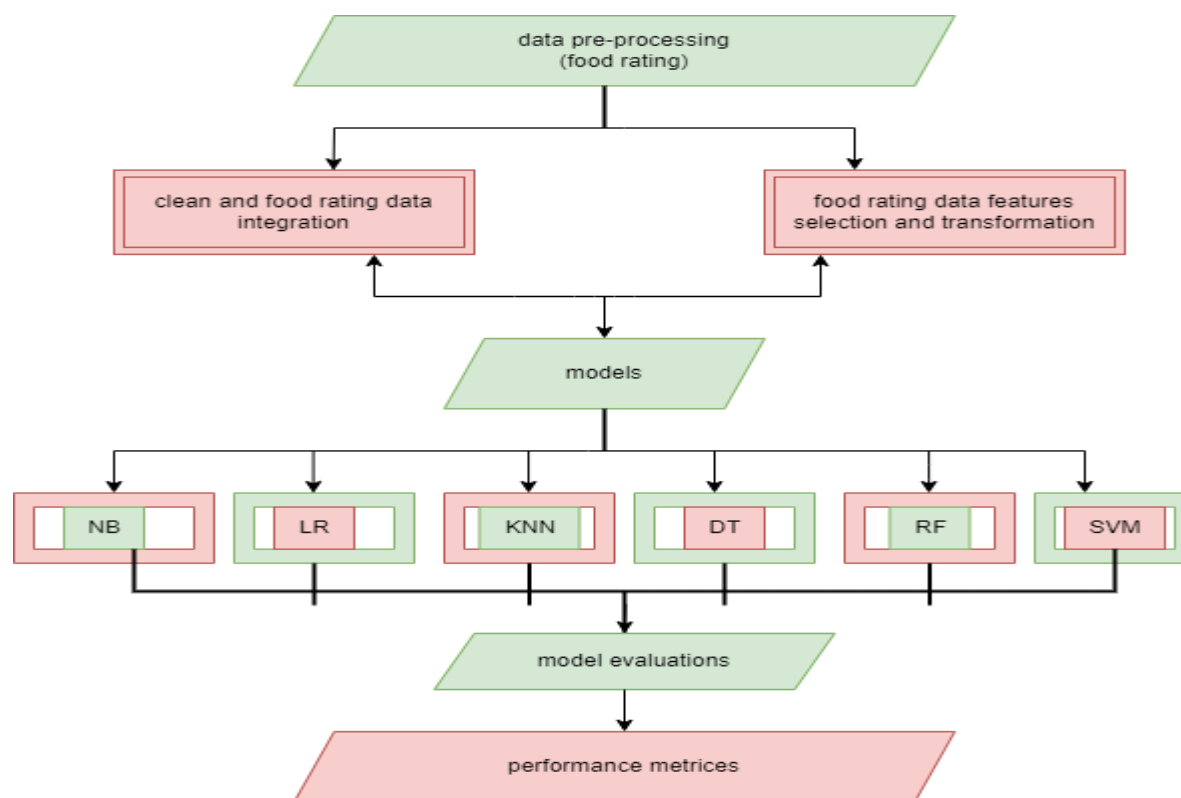 data pre-processing
(food rating)
clean and food rating data
integration
food rating data features
selection and transformation
models
NB
LR
KNN
DT
RF
SVM
model evaluations
performance metrices